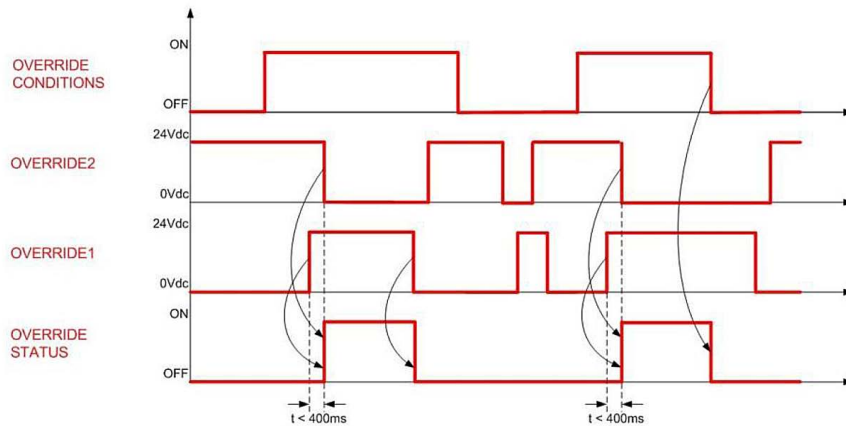 ON
OVERRIDE
CONDITIONS
OFF
24Vdc
OVERRIDE2
0Vdc
24Vdc
OVERRIDE1
0Vdc
ON
OVERRIDE
STATUS
OFF
t < 400ms
t < 400ms